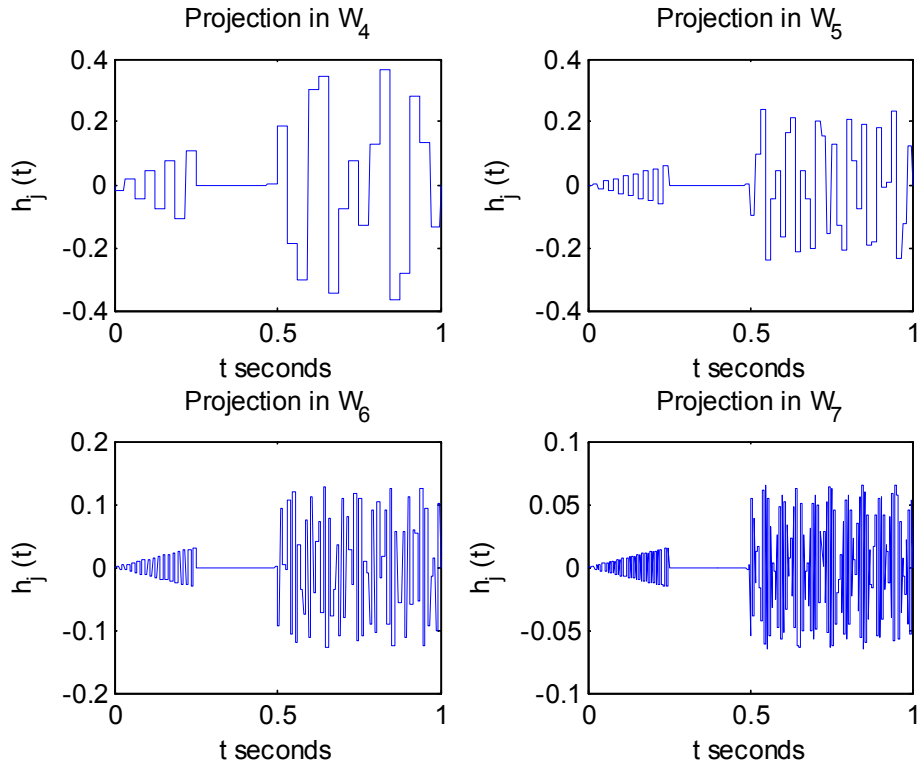 Projection in W₄
0.4
0.2
0
-0.2
-0.4
h_j (t)
0 0.5 1
t seconds
Projection in W₅
0.4
0.2
0
-0.2
-0.4
h_j (t)
0 0.5 1
t seconds
Projection in W₆
0.2
0.1
0
-0.1
-0.2
h_j (t)
0 0.5 1
t seconds
Projection in W₇
0.1
0.05
0
-0.05
-0.1
h_j (t)
0 0.5 1
t seconds